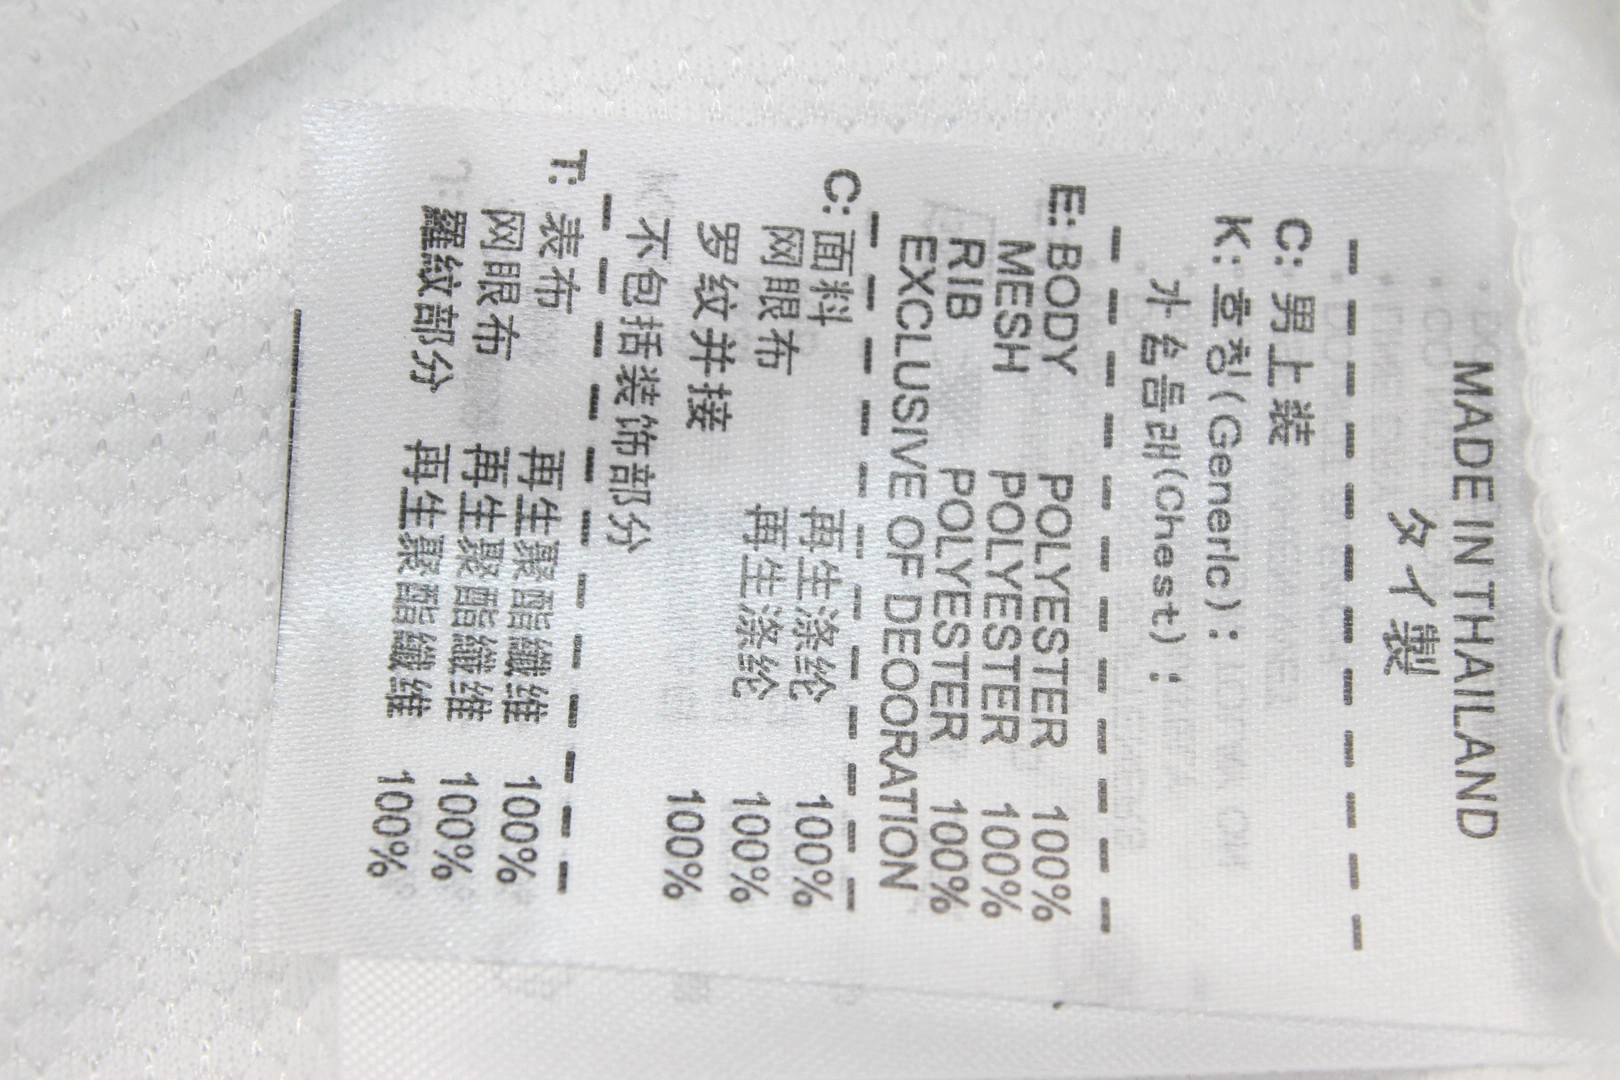 MADE IN THAILAND
タイ製
C: 男上装
K: 호칭(Generic):
가슴둘레(Chest):
E: BODY POLYESTER 100%
MESH POLYESTER 100%
RIB POLYESTER 100%
EXCLUSIVE OF DEOORATION
C: 面料 再生涤纶 100%
网眼布 再生涤纶 100%
罗纹并接 100%
不包括装饰部分
T: 表布 再生聚酯纖维 100%
网眼布 再生聚酯纖维 100%
羅紋部分 再生聚酯纖维 100%